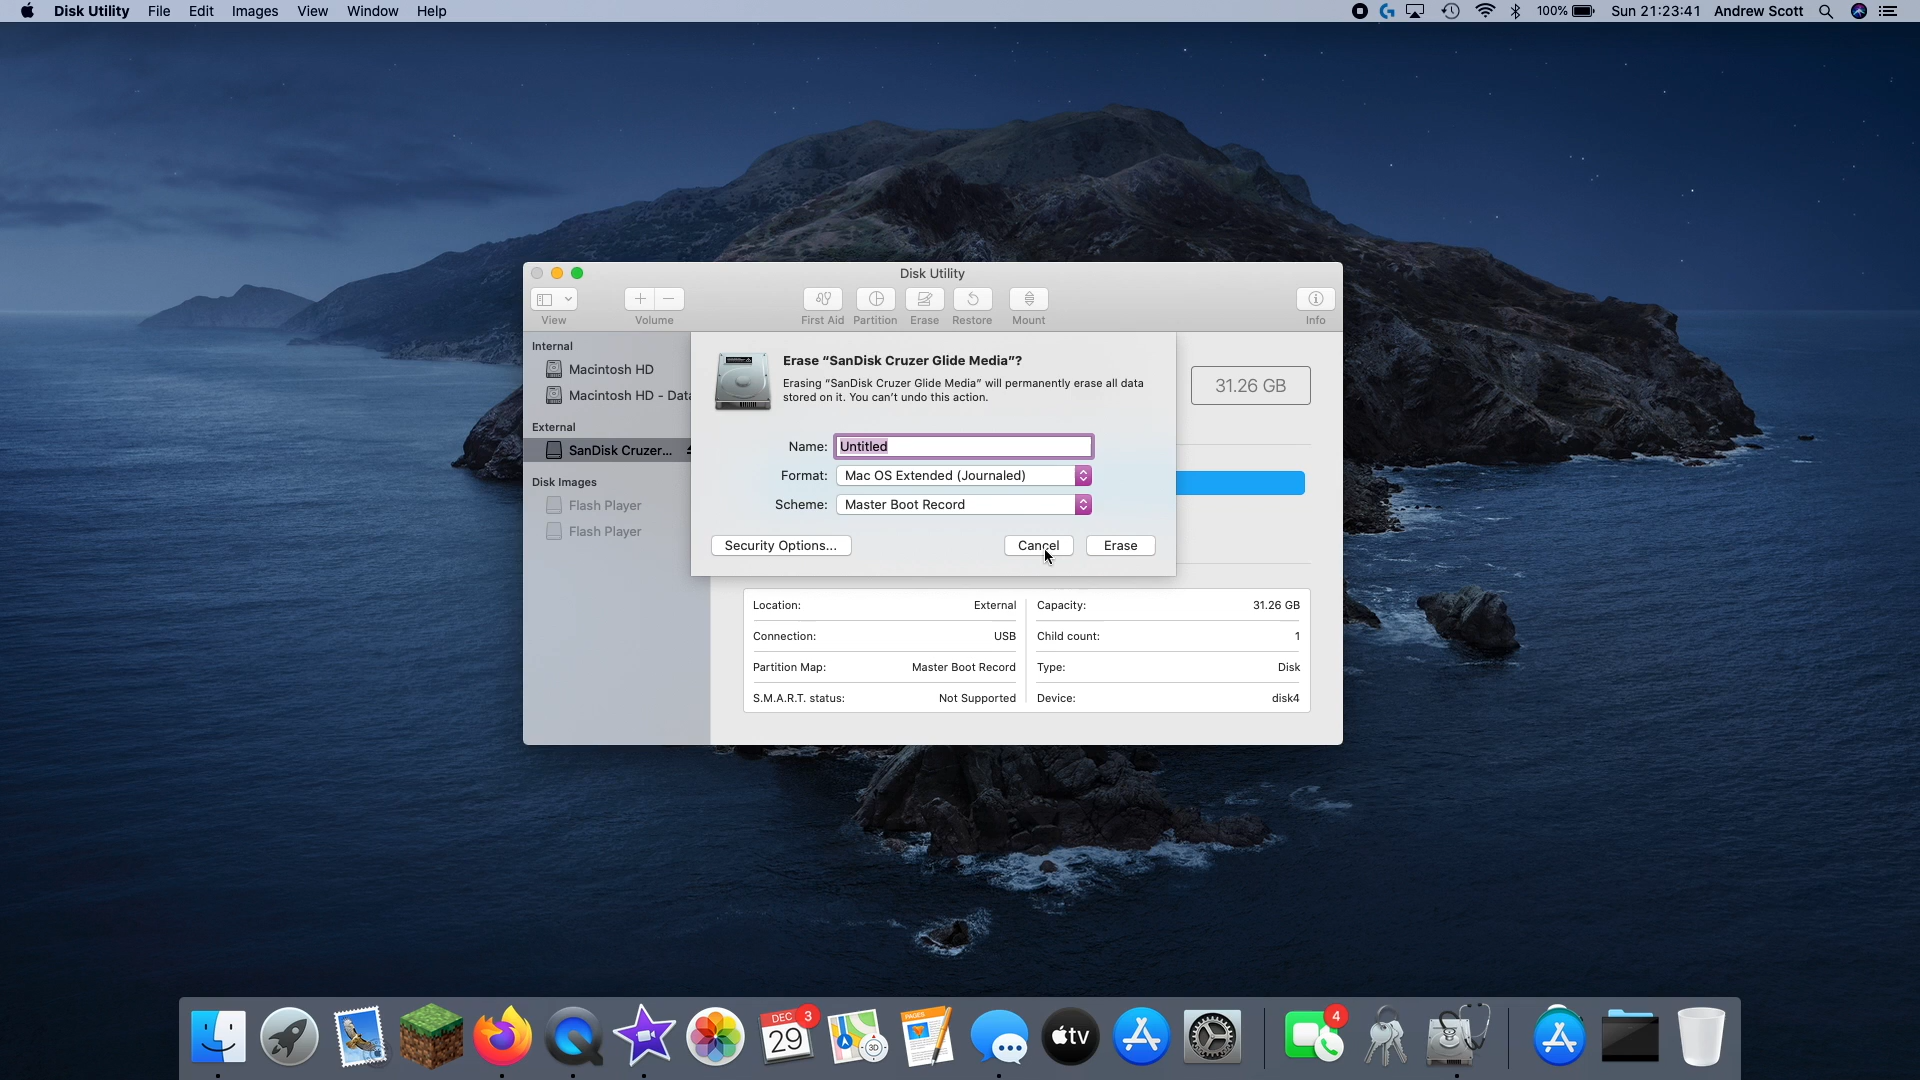 Disk Utility File Edit Images View Window Help 100% Sun 21:23:41 Andrew Scott
Disk Utility
View Volume First Aid Partition Erase Restore Mount Info
Internal
Macintosh HD
Macintosh HD - Data
External
SanDisk Cruzer...
Disk Images
Flash Player
Flash Player
Erase “SanDisk Cruzer Glide Media”?
Erasing “SanDisk Cruzer Glide Media” will permanently erase all data
stored on it. You can’t undo this action.
31.26 GB
Name: Untitled
Format: Mac OS Extended (Journaled)
Scheme: Master Boot Record
Security Options... Cancel Erase
Location: External Capacity: 31.26 GB
Connection: USB Child count: 1
Partition Map: Master Boot Record Type: Disk
S.M.A.R.T. status: Not Supported Device: disk4
DEC 3
29
3D
PAGES
tv
4